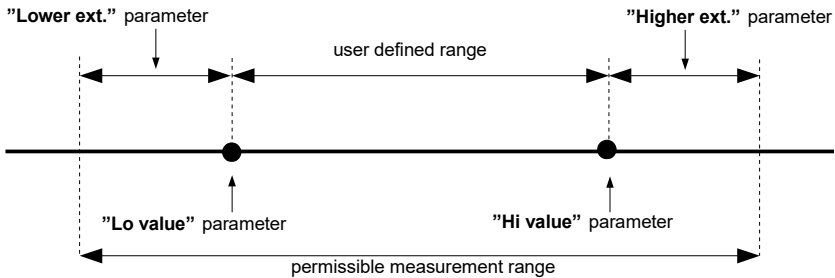 ”Lower ext.” parameter
”Higher ext.” parameter
user defined range
”Lo value” parameter
”Hi value” parameter
permissible measurement range